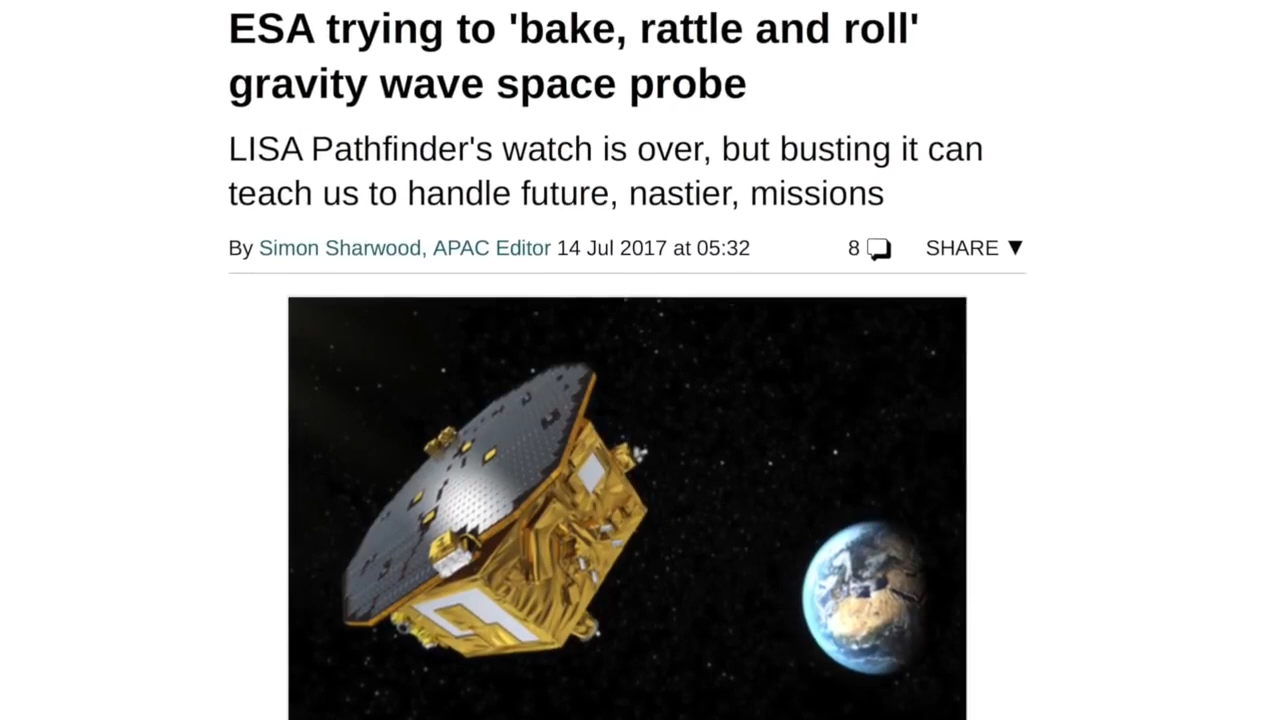 ESA trying to 'bake, rattle and roll'
gravity wave space probe
LISA Pathfinder's watch is over, but busting it can
teach us to handle future, nastier, missions
By Simon Sharwood, APAC Editor 14 Jul 2017 at 05:32 8 SHARE ▼